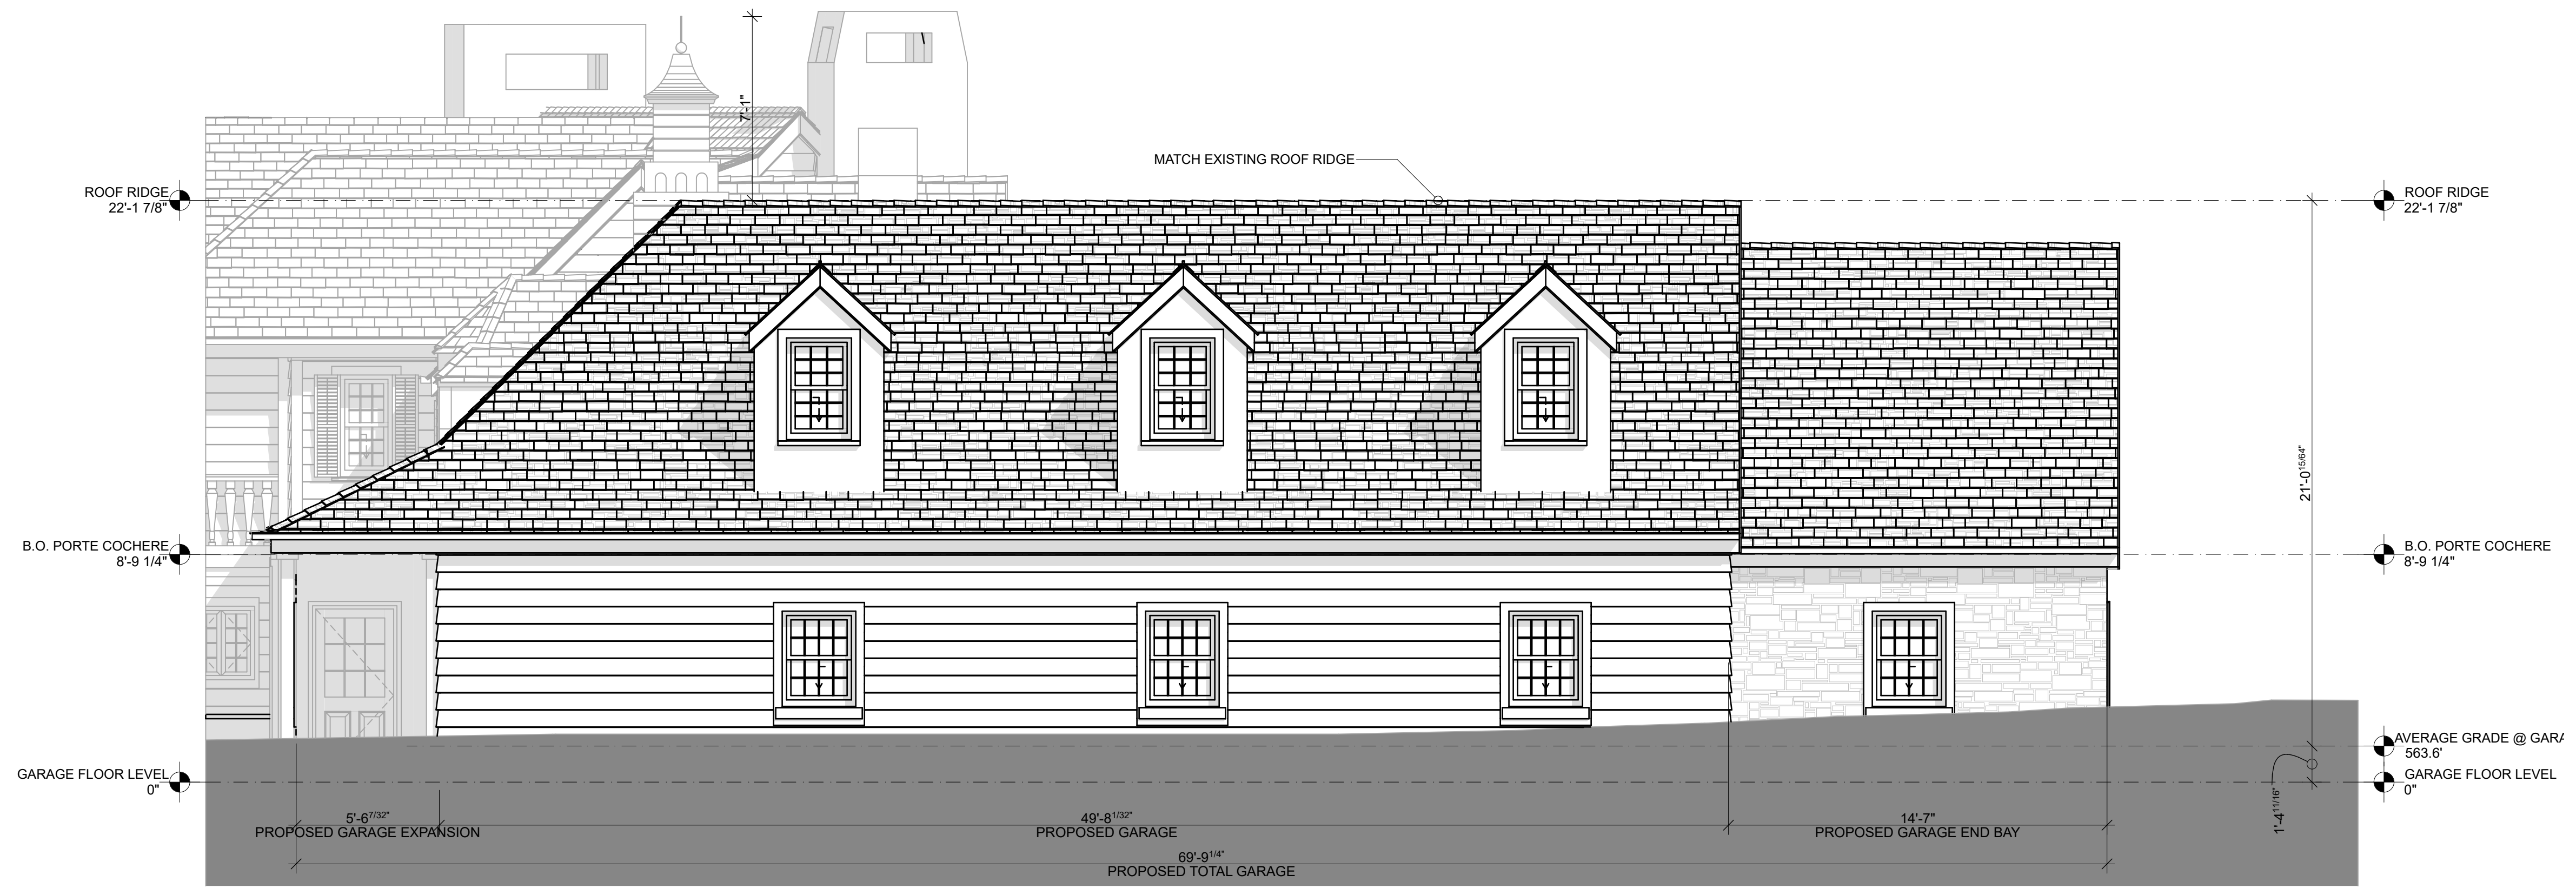 7'-1"
MATCH EXISTING ROOF RIDGE
ROOF RIDGE
22'-1 7/8"
ROOF RIDGE
22'-1 7/8"
21'-0 15/64"
B.O. PORTE COCHERE
8'-9 1/4"
B.O. PORTE COCHERE
8'-9 1/4"
AVERAGE GRADE @ GARA
563.6'
GARAGE FLOOR LEVEL
0"
GARAGE FLOOR LEVEL
0"
1'-4 11/16"
5'-6 7/32"
PROPOSED GARAGE EXPANSION
49'-8 1/32"
PROPOSED GARAGE
14'-7"
PROPOSED GARAGE END BAY
69'-9 1/4"
PROPOSED TOTAL GARAGE